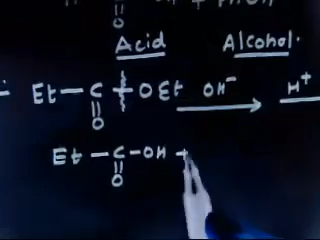 O
Acid Alcohol.
Et-C-OEt OH⁻ H⁺
O
Et-C-OH +
O